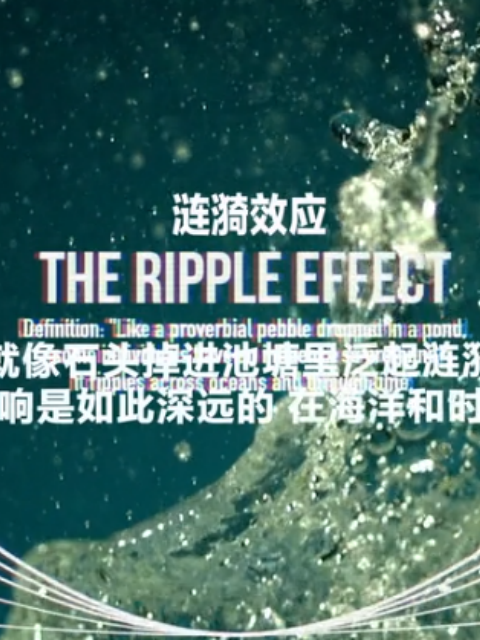 涟漪效应
THE RIPPLE EFFECT
Definition: "Like a proverbial pebble dropped in a pond,
就像石头掉进池塘里泛起涟漪
it ripples across oceans and
响是如此深远的 在海洋和时